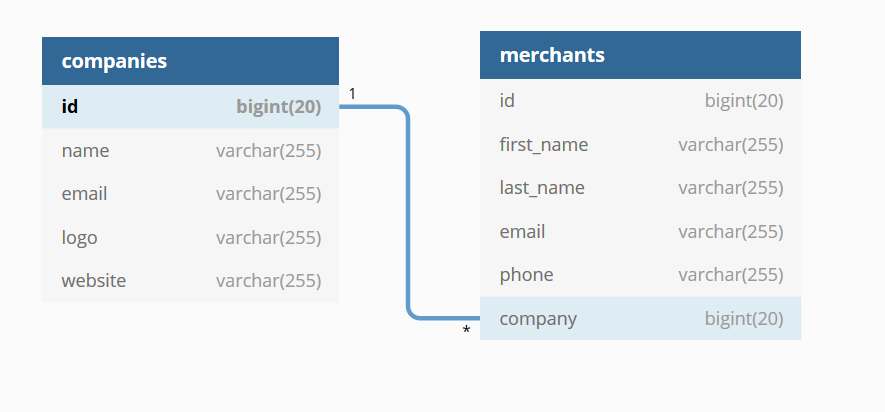 companies
id bigint(20)
name varchar(255)
email varchar(255)
logo varchar(255)
website varchar(255)
1
*
merchants
id bigint(20)
first_name varchar(255)
last_name varchar(255)
email varchar(255)
phone varchar(255)
company bigint(20)